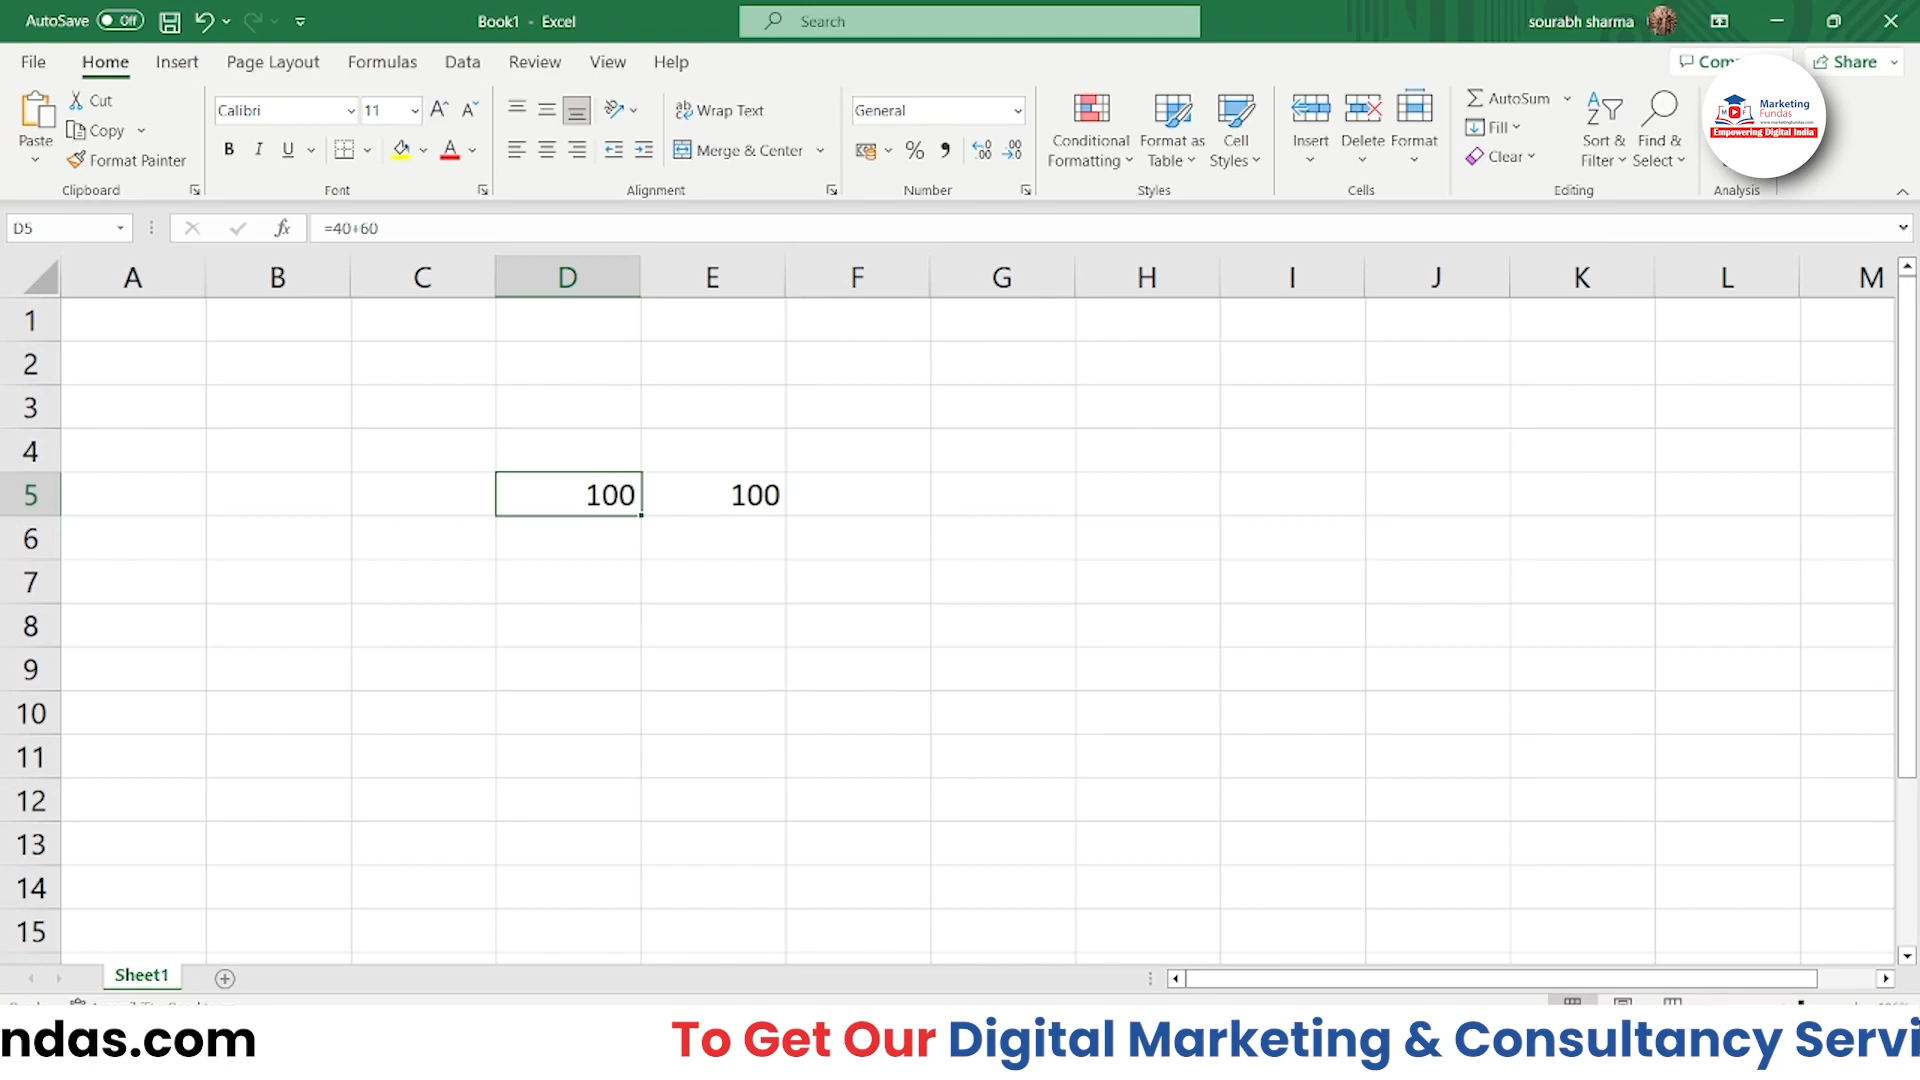 AutoSave Off
Book1 - Excel
Search
sourabh sharma
File Home Insert Page Layout Formulas Data Review View Help
Share
Marketing
Fundas
Empowering Digital India
Paste
Cut
Copy
Format Painter
Clipboard
Calibri 11
B I U
Font
Wrap Text
Merge & Center
Alignment
General
%
Number
Conditional
Formatting
Format as
Table
Cell
Styles
Styles
Insert Delete Format
Cells
AutoSum
Fill
Clear
Sort &
Filter
Find &
Select
Editing
Analysis
D5
fx
=40+60
A B C D E F G H I J K L M
1
2
3
4
5 100 100
6
7
8
9
10
11
12
13
14
15
Sheet1
ndas.com
To Get Our Digital Marketing & Consultancy Servi